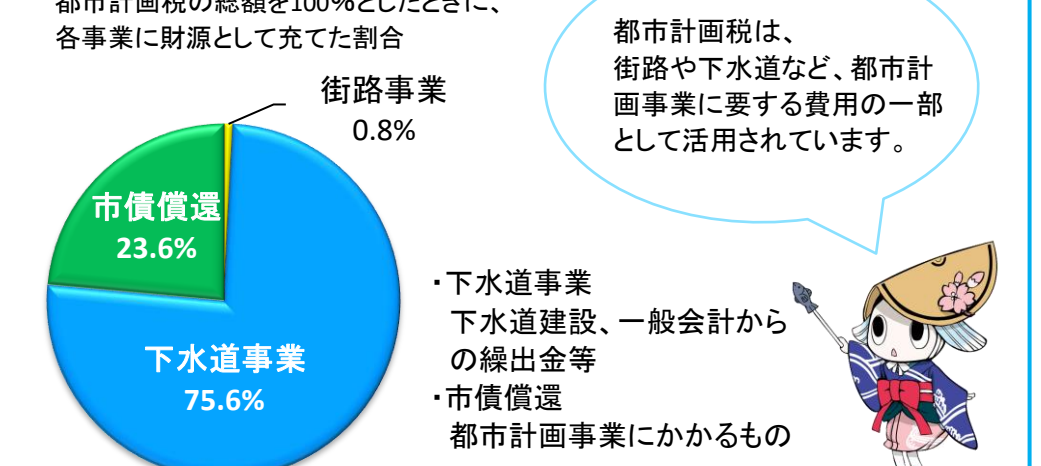 都市計画税の総額を100%としたときに、
各事業に財源として充てた割合
街路事業
0.8%
市債償還
23.6%
下水道事業
75.6%
都市計画税は、
街路や下水道など、都市計
画事業に要する費用の一部
として活用されています。
・下水道事業
下水道建設、一般会計から
の繰出金等
・市債償還
都市計画事業にかかるもの